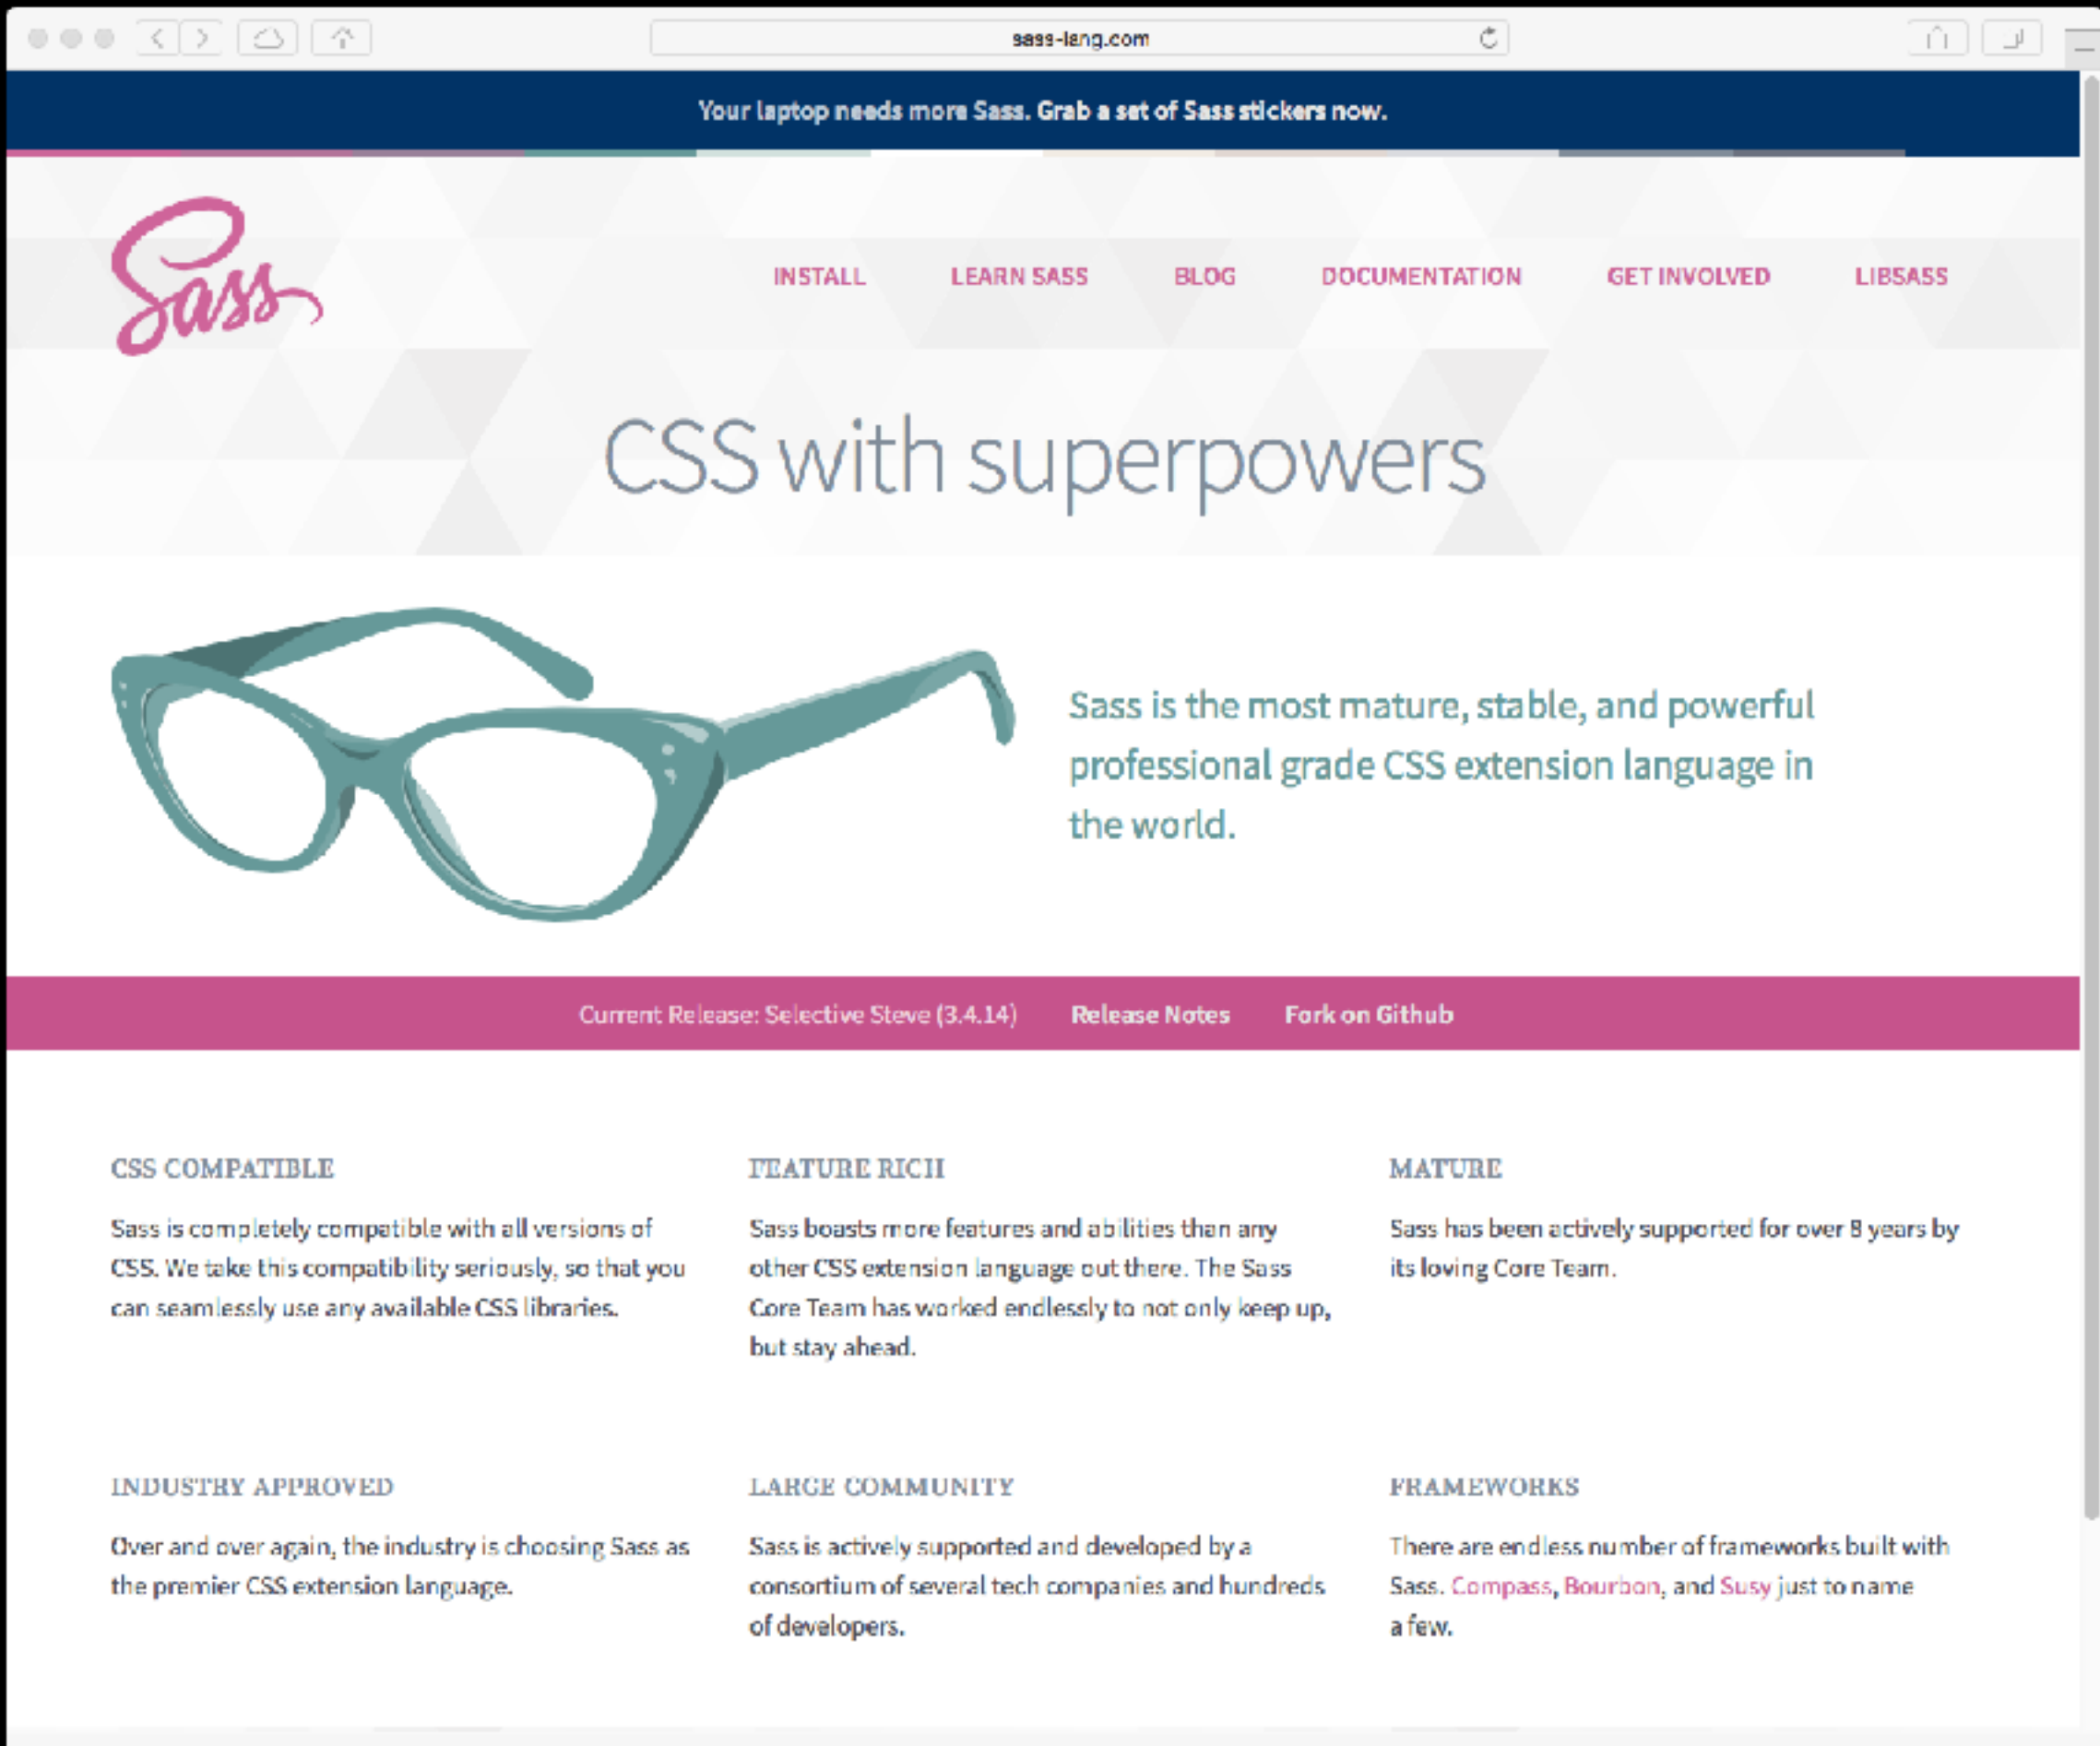 sass-lang.com
Your laptop needs more Sass. Grab a set of Sass stickers now.
Sass
INSTALL LEARN SASS BLOG DOCUMENTATION GET INVOLVED LIBSASS
CSS with superpowers
Sass is the most mature, stable, and powerful
professional grade CSS extension language in
the world.
Current Release: Selective Steve (3.4.14) Release Notes Fork on Github
CSS COMPATIBLE
Sass is completely compatible with all versions of
CSS. We take this compatibility seriously, so that you
can seamlessly use any available CSS libraries.
FEATURE RICH
Sass boasts more features and abilities than any
other CSS extension language out there. The Sass
Core Team has worked endlessly to not only keep up,
but stay ahead.
MATURE
Sass has been actively supported for over 8 years by
its loving Core Team.
INDUSTRY APPROVED
Over and over again, the industry is choosing Sass as
the premier CSS extension language.
LARGE COMMUNITY
Sass is actively supported and developed by a
consortium of several tech companies and hundreds
of developers.
FRAMEWORKS
There are endless number of frameworks built with
Sass. Compass, Bourbon, and Susy just to name
a few.